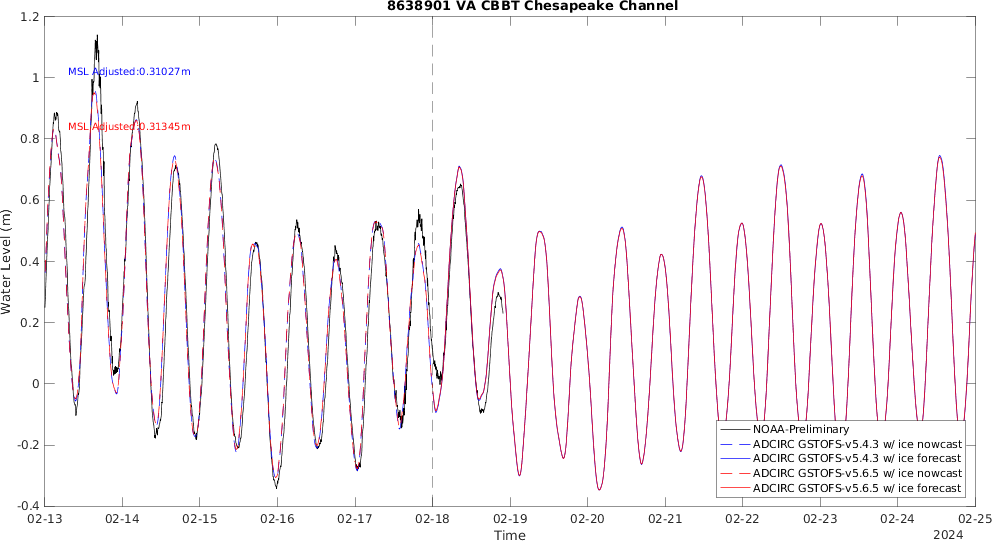 8638901 VA CBBT Chesapeake Channel
1.2
1
0.8
0.6
0.4
0.2
0
-0.2
-0.4
Water Level (m)
MSL Adjusted:0.31027m
MSL Adjusted:0.31345m
NOAA-Preliminary
ADCIRC GSTOFS-v5.4.3 w/ ice nowcast
ADCIRC GSTOFS-v5.4.3 w/ ice forecast
ADCIRC GSTOFS-v5.6.5 w/ ice nowcast
ADCIRC GSTOFS-v5.6.5 w/ ice forecast
02-13 02-14 02-15 02-16 02-17 02-18 02-19 02-20 02-21 02-22 02-23 02-24 02-25
Time
2024